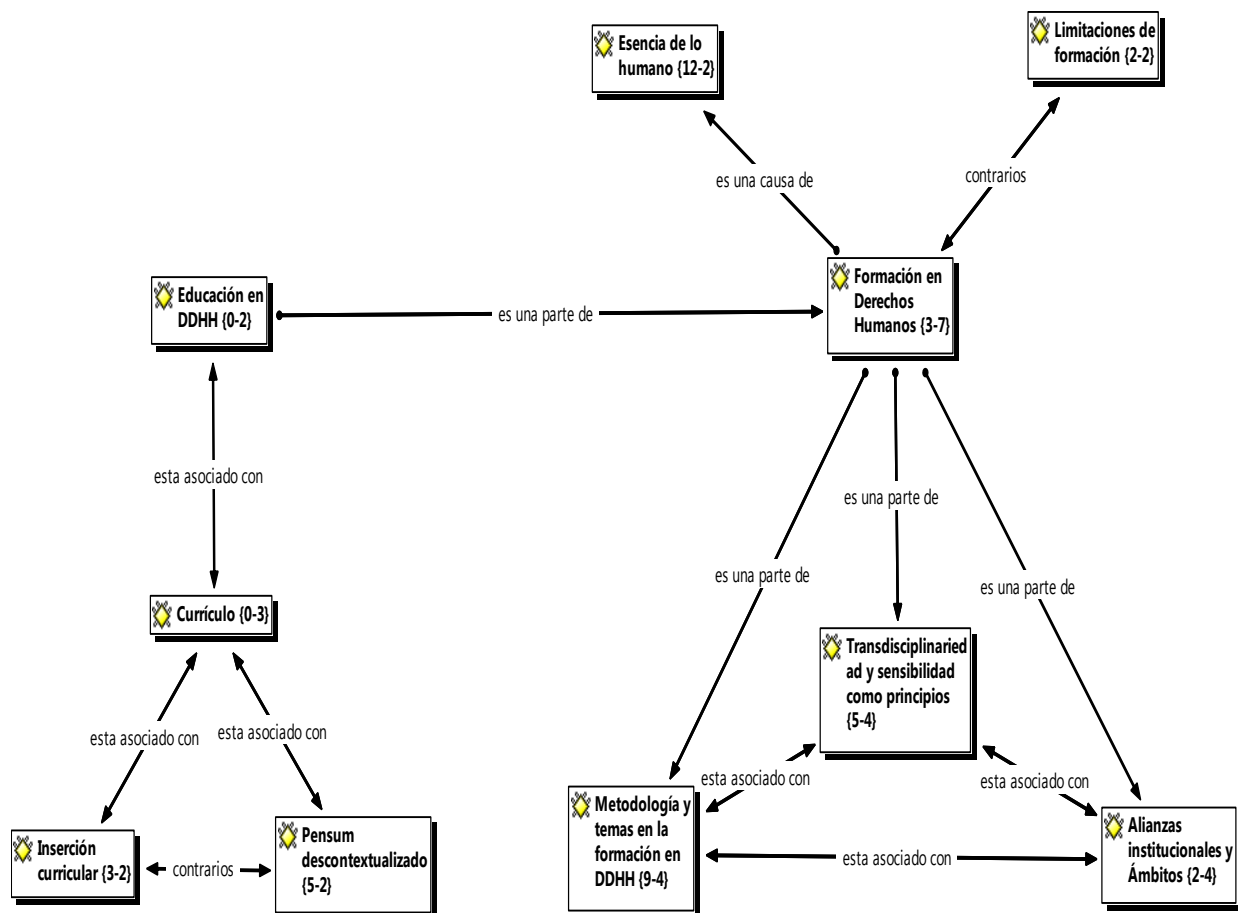 Esencia de lo
humano {12-2}
Limitaciones de
formación {2-2}
es una causa de
contrarios
Educación en
DDHH {0-2}
es una parte de
Formación en
Derechos
Humanos {3-7}
esta asociado con
es una parte de
es una parte de
es una parte de
Currículo {0-3}
Transdisciplinaried
ad y sensibilidad
como principios
{5-4}
esta asociado con
esta asociado con
esta asociado con
esta asociado con
Inserción
curricular {3-2}
contrarios
Pensum
descontextualizado
{5-2}
Metodología y
temas en la
formación en
DDHH {9-4}
esta asociado con
Alianzas
institucionales y
Ámbitos {2-4}